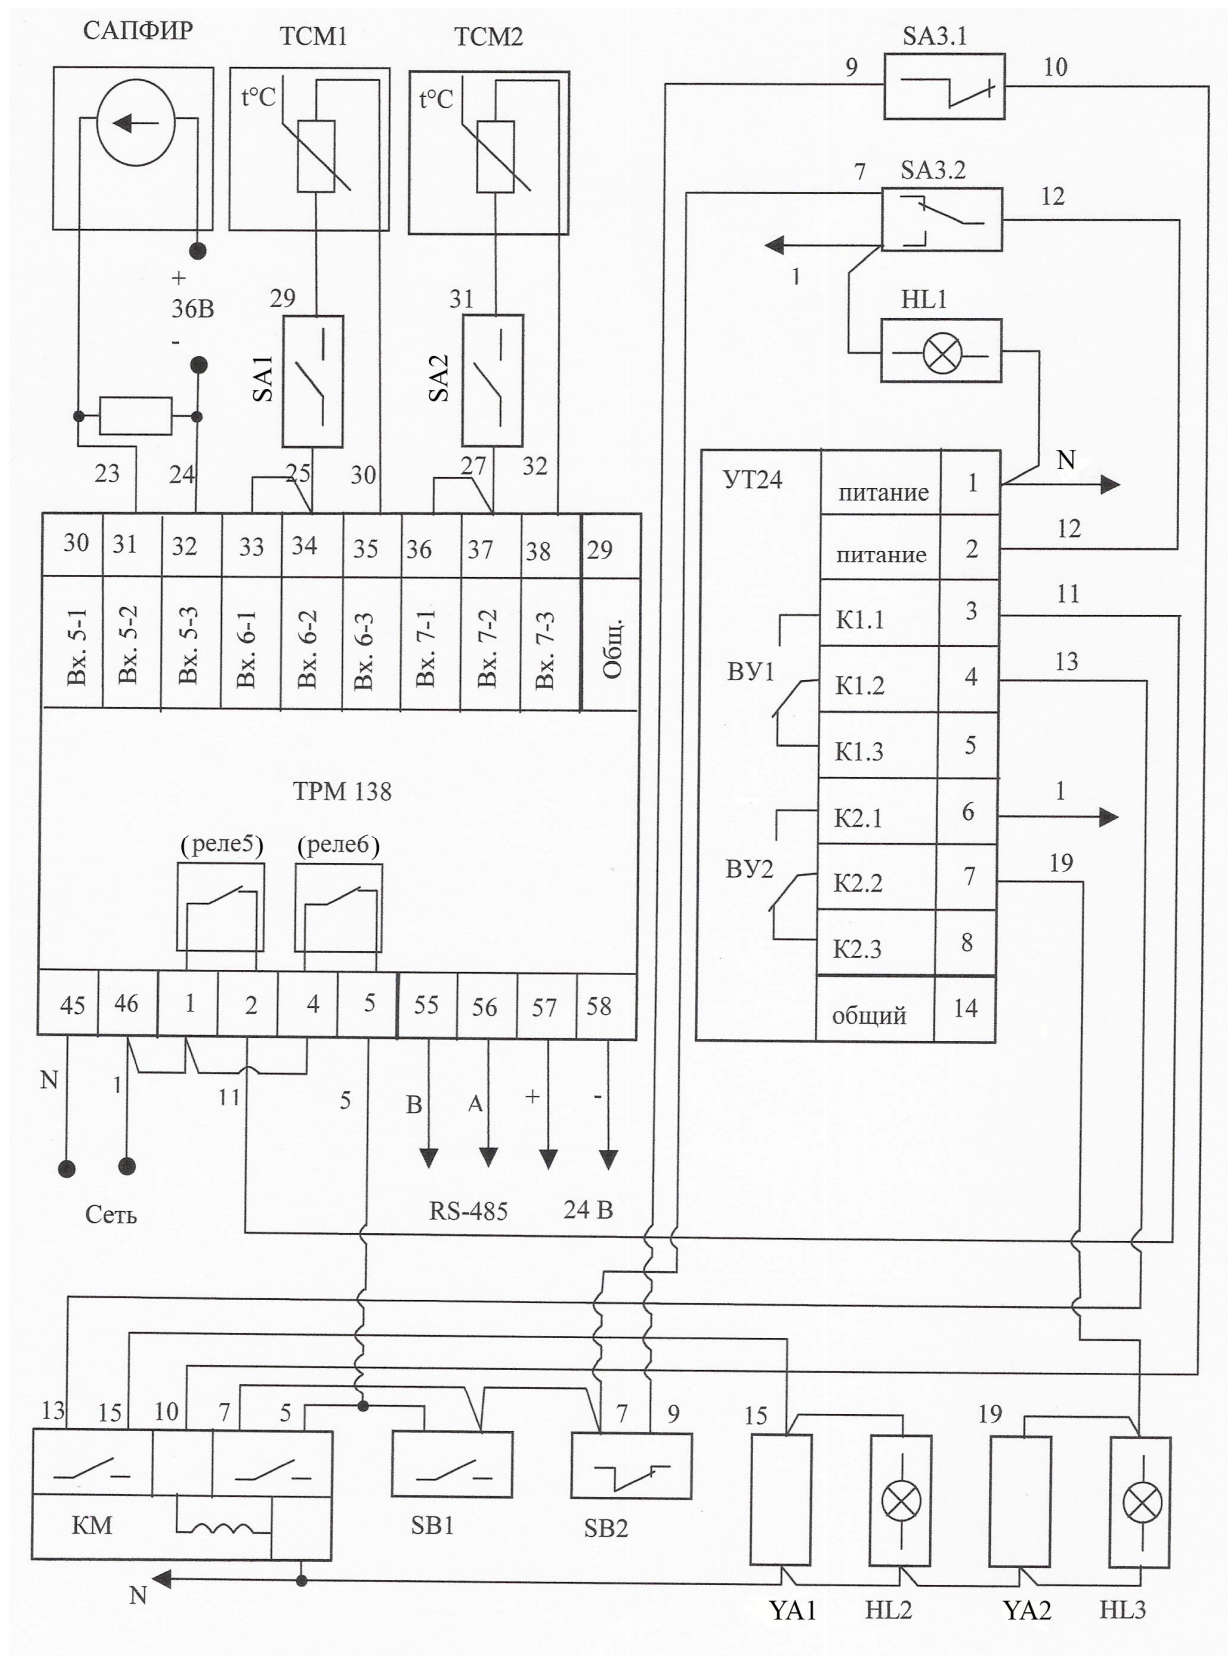 САПФИР
ТСМ1
ТСМ2
SA3.1
9
10
t°C
t°C
7
SA3.2
12
1
+
36В
-
29
31
HL1
SA1
SA2
23
24
25
30
27
32
УТ24
питание
1
N
30
31
32
33
34
35
36
37
38
29
питание
2
12
Вх. 5-1
Вх. 5-2
Вх. 5-3
Вх. 6-1
Вх. 6-2
Вх. 6-3
Вх. 7-1
Вх. 7-2
Вх. 7-3
Общ.
К1.1
3
11
ВУ1
К1.2
4
13
К1.3
5
ТРМ 138
К2.1
6
1
(реле5)
(реле6)
ВУ2
К2.2
7
19
К2.3
8
45
46
1
2
4
5
55
56
57
58
общий
14
N
1
11
5
В
А
+
-
Сеть
RS-485
24 В
13
15
10
7
5
7
9
15
19
КМ
SB1
SB2
N
YA1
HL2
YA2
HL3